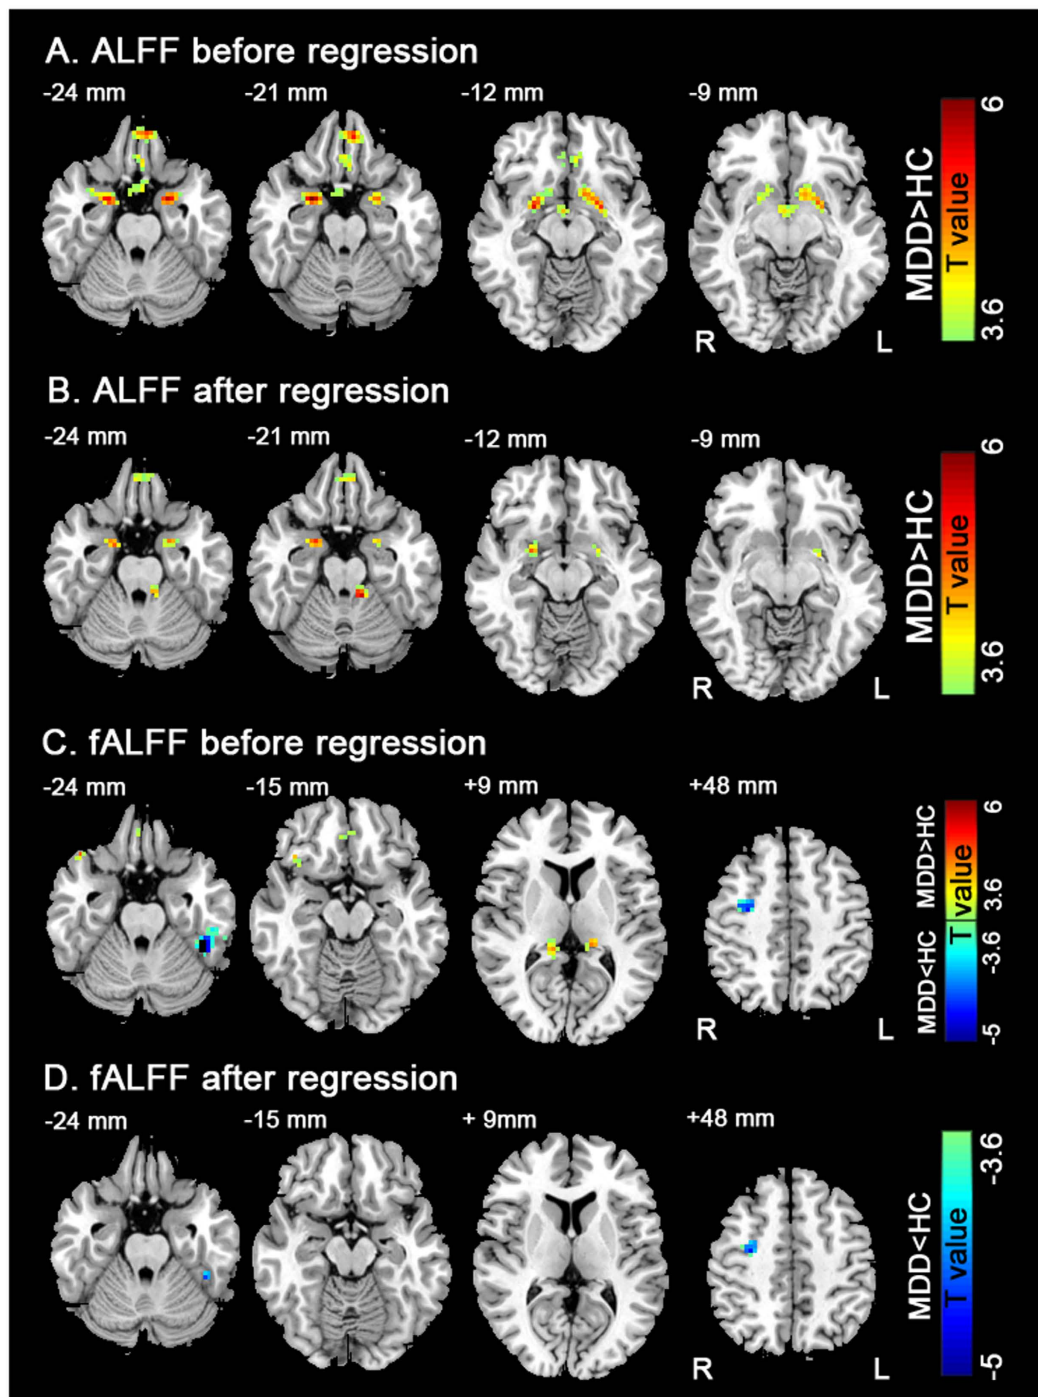 A. ALFF before regression
-24 mm
-21 mm
-12 mm
-9 mm
R
L
MDD>HC
T value
6
3.6
B. ALFF after regression
-24 mm
-21 mm
-12 mm
-9 mm
R
L
MDD>HC
T value
6
3.6
C. fALFF before regression
-24 mm
-15 mm
+9 mm
+48 mm
R
L
MDD<HC MDD>HC
T value
6
3.6
-3.6
-5
D. fALFF after regression
-24 mm
-15 mm
+ 9mm
+48 mm
R
L
MDD<HC
T value
-3.6
-5